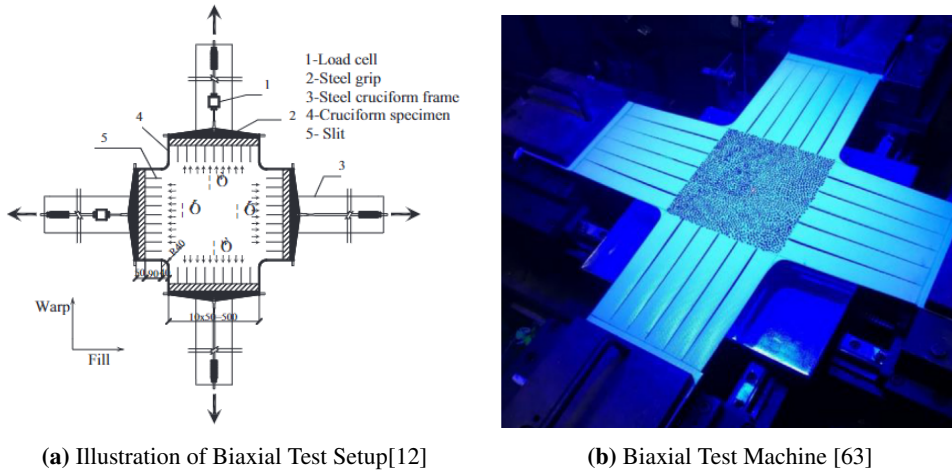 1-Load cell
2-Steel grip
3-Steel cruciform frame
4-Cruciform specimen
5- Slit
1
2
4
5
3
R40
10x50=500
Warp
Fill
(a) Illustration of Biaxial Test Setup[12]
(b) Biaxial Test Machine [63]